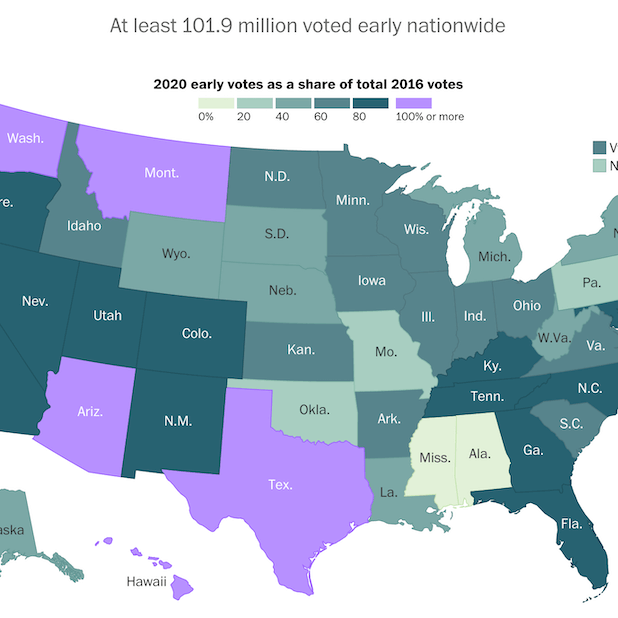 At least 101.9 million voted early nationwide
2020 early votes as a share of total 2016 votes
0% 20 40 60 80 100% or more
Wash.
Mont.
N.D.
Minn.
V
N
re.
Idaho
S.D.
Wis.
Mich.
N
Wyo.
Neb.
Iowa
Pa.
Nev.
Utah
Colo.
Ill.
Ind.
Ohio
W.Va.
Va.
Kan.
Mo.
Ky.
Ariz.
N.M.
Okla.
Ark.
Tenn.
N.C.
S.C.
Miss.
Ala.
Ga.
Tex.
La.
Fla.
aska
Hawaii